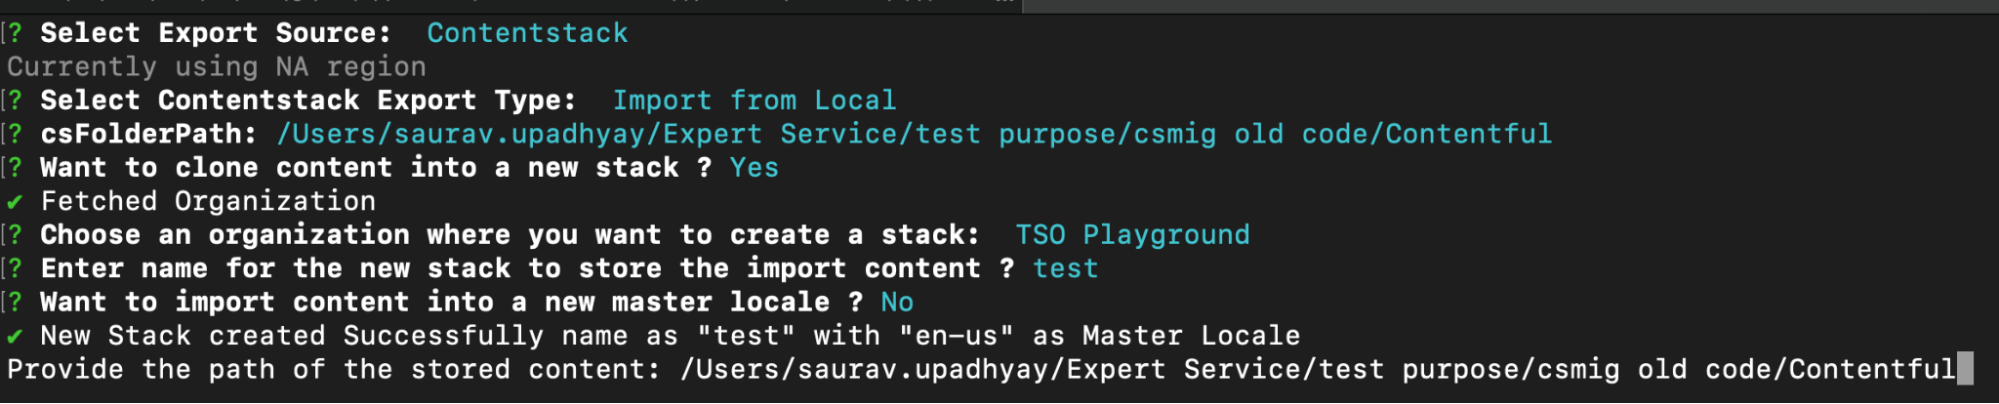 [? Select Export Source: Contentstack
Currently using NA region
[? Select Contentstack Export Type: Import from Local
[? csFolderPath: /Users/saurav.upadhyay/Expert Service/test purpose/csmig old code/Contentful
[? Want to clone content into a new stack ? Yes
✔ Fetched Organization
[? Choose an organization where you want to create a stack: TSO Playground
[? Enter name for the new stack to store the import content ? test
[? Want to import content into a new master locale ? No
✔ New Stack created Successfully name as "test" with "en-us" as Master Locale
Provide the path of the stored content: /Users/saurav.upadhyay/Expert Service/test purpose/csmig old code/Contentful